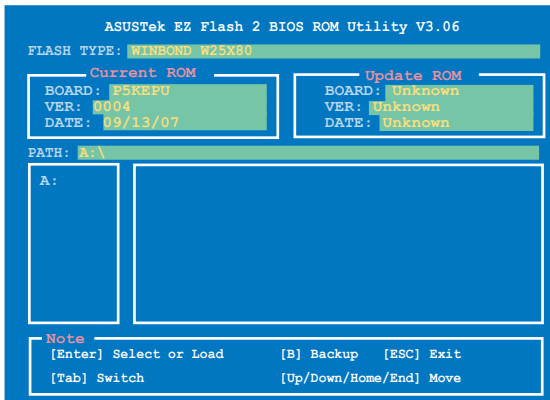 ASUSTek EZ Flash 2 BIOS ROM Utility V3.06
FLASH TYPE: WINBOND W25X80
Current ROM
BOARD: P5KEPU
VER: 0004
DATE: 09/13/07
Update ROM
BOARD: Unknown
VER: Unknown
DATE: Unknown
PATH: A:\
A:
Note
[Enter] Select or Load [B] Backup [ESC] Exit
[Tab] Switch [Up/Down/Home/End] Move